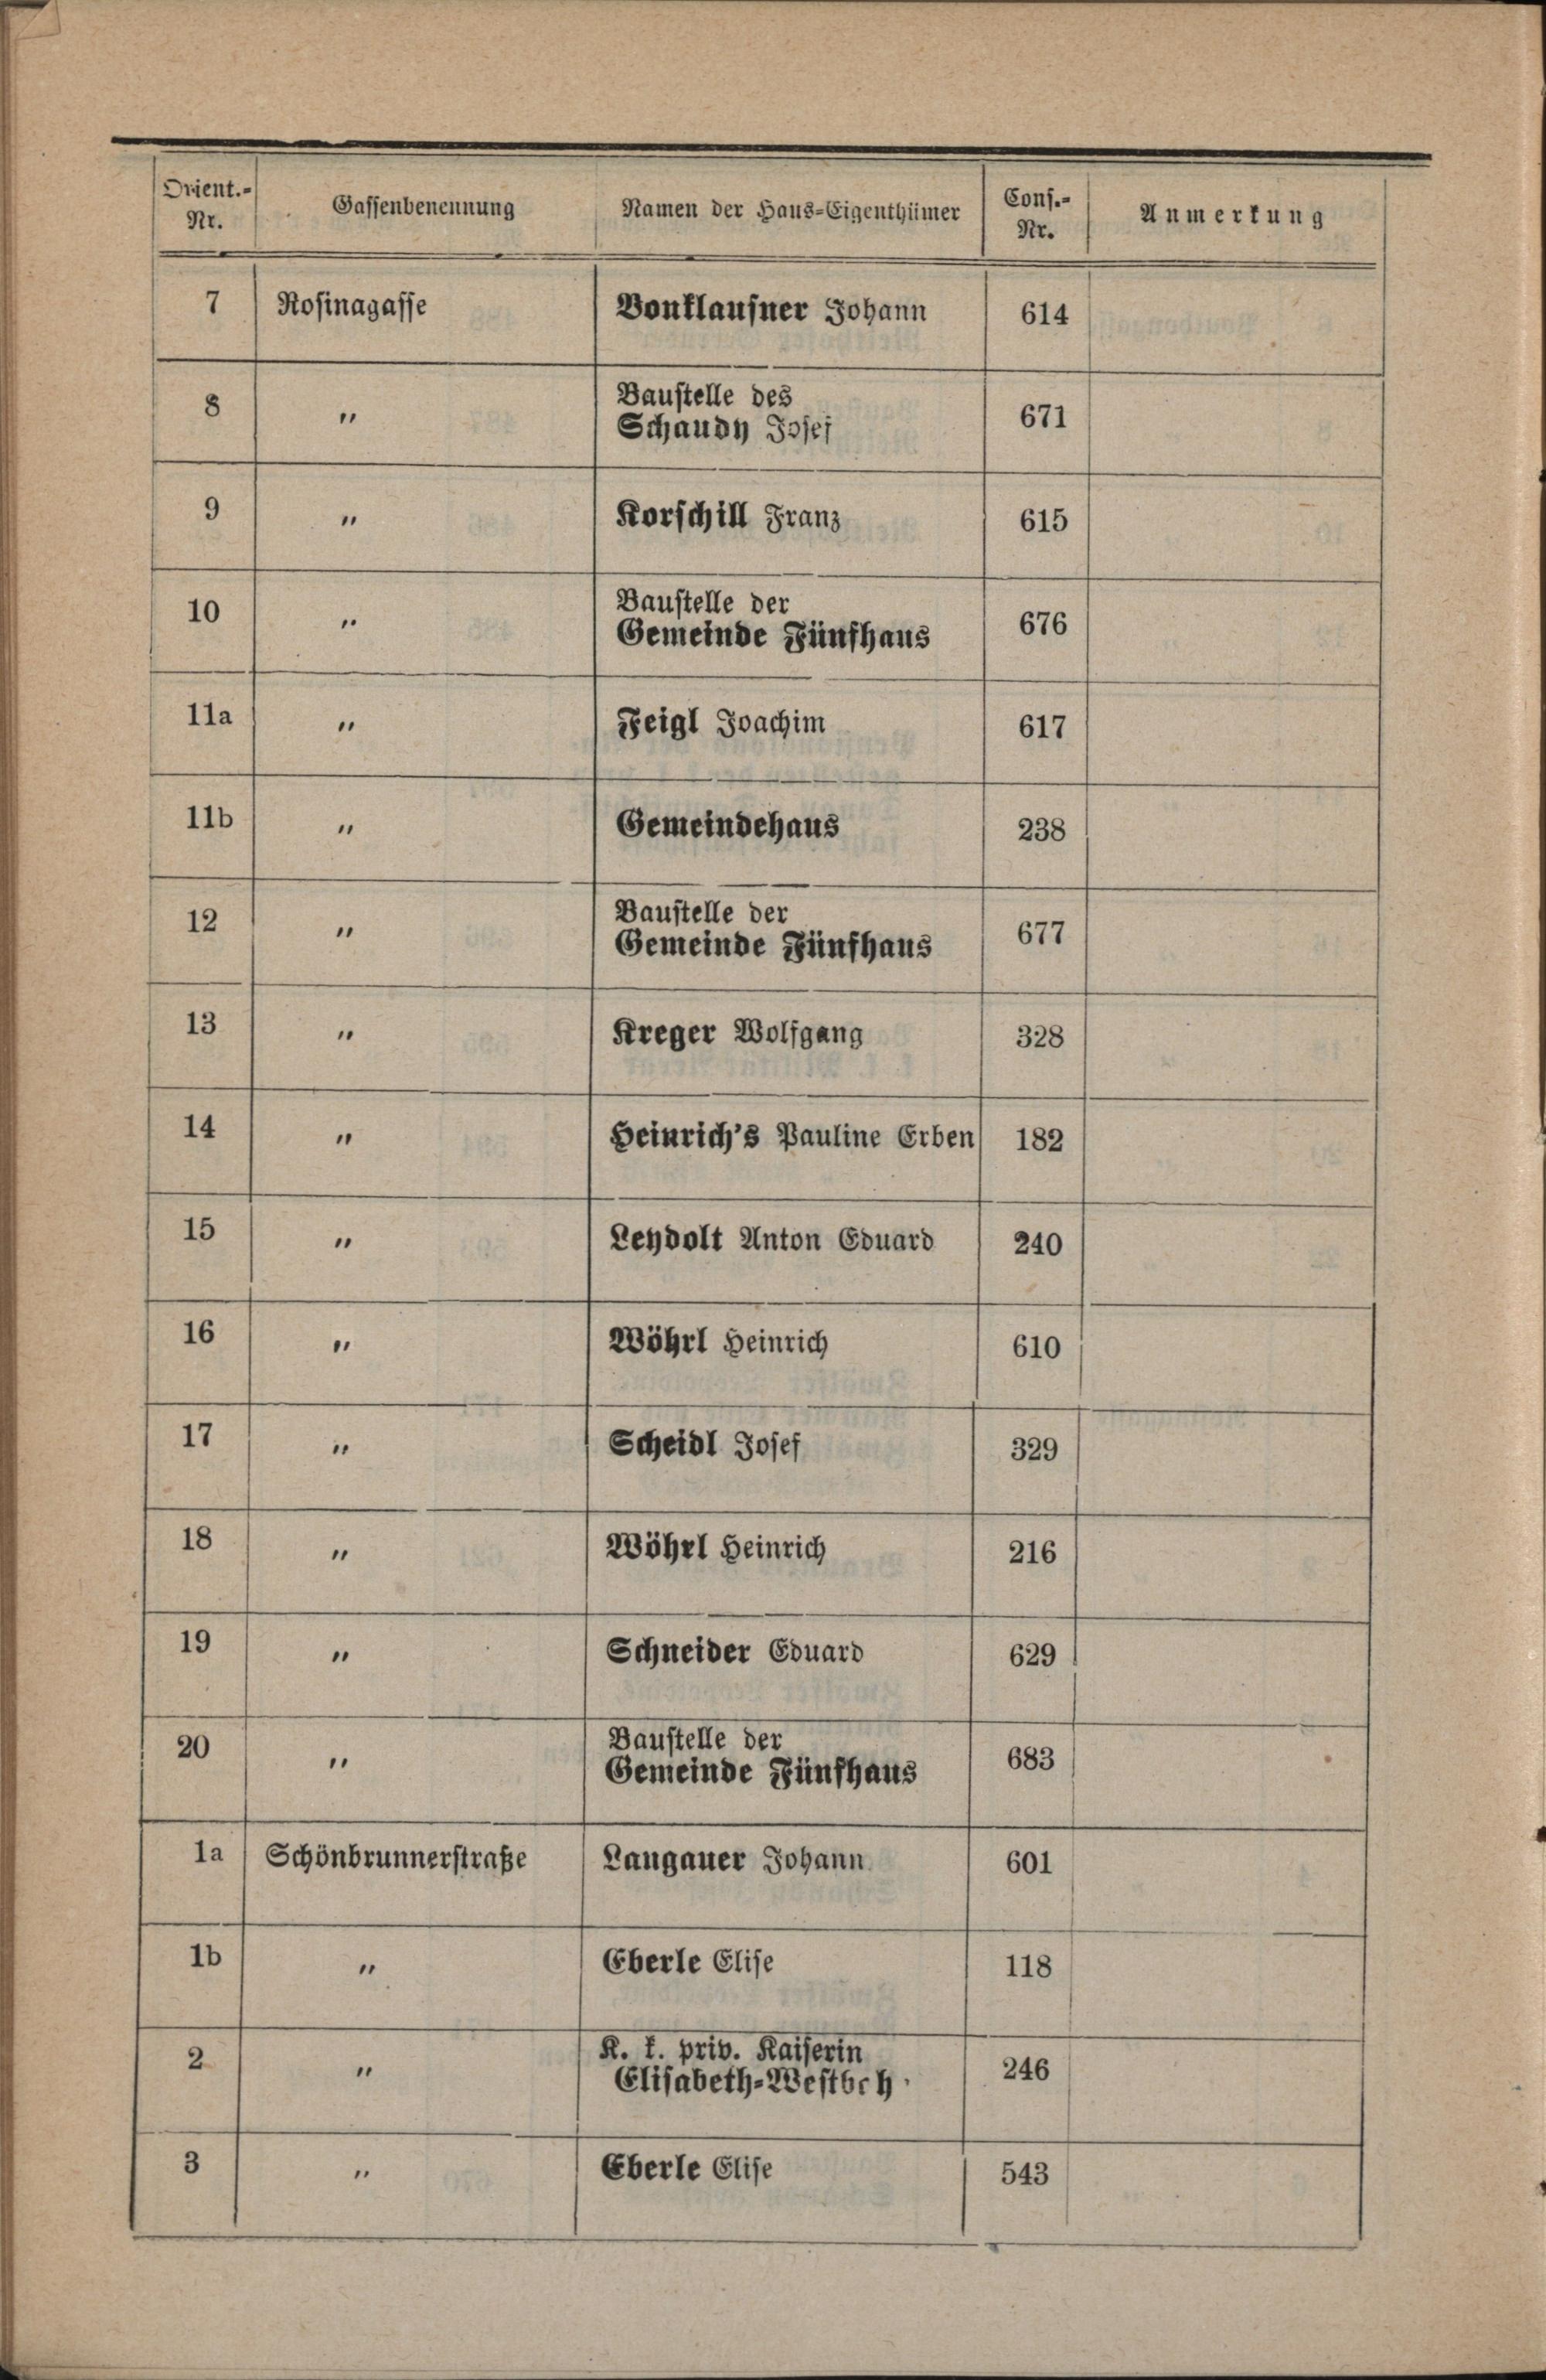 Orient.-Nr. Gassenbenennung Namen der Haus-Eigenthümer Cons.-Nr. Anmerkung
7 Rosinagasse Vonklausner Johann 614
8 " Baustelle des
Schaudy Josef 671
9 " Korschill Franz 615
10 " Baustelle der
Gemeinde Fünfhaus 676
11a " Feigl Joachim 617
11b " Gemeindehaus 238
12 " Baustelle der
Gemeinde Fünfhaus 677
13 " Kreger Wolfgang 328
14 " Heinrich's Pauline Erben 182
15 " Leydolt Anton Eduard 240
16 " Wöhrl Heinrich 610
17 " Scheidl Josef 329
18 " Wöhrl Heinrich 216
19 " Schneider Eduard 629
20 " Baustelle der
Gemeinde Fünfhaus 683
1a Schönbrunnerstraße Langauer Johann 601
1b " Eberle Elise 118
2 " K. k. priv. Kaiserin
Elisabeth-Westbch. 246
3 " Eberle Elise 543